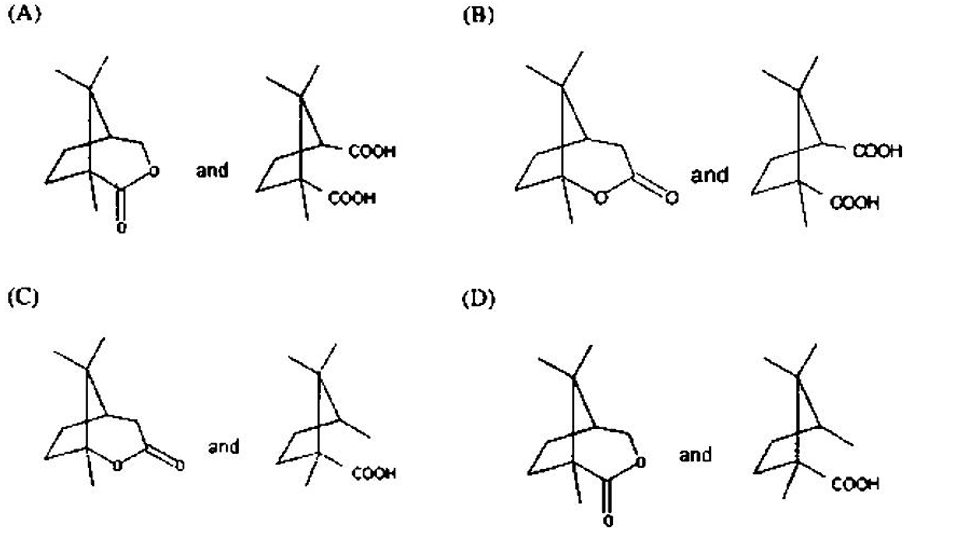 (A) (B)
COOH COOH
O and O and
COOH O O COOH
O
(C) (D)
and and
O O COOH O COOH
O